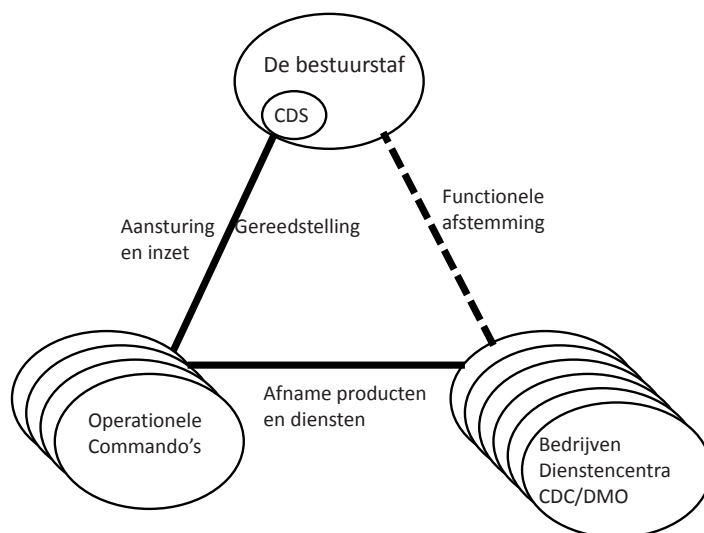 De bestuurstaf
CDS
Functionele
afstemming
Aansturing
en inzet
Gereedstelling
Afname producten
en diensten
Operationele
Commando's
Bedrijven
Dienstencentra
CDC/DMO